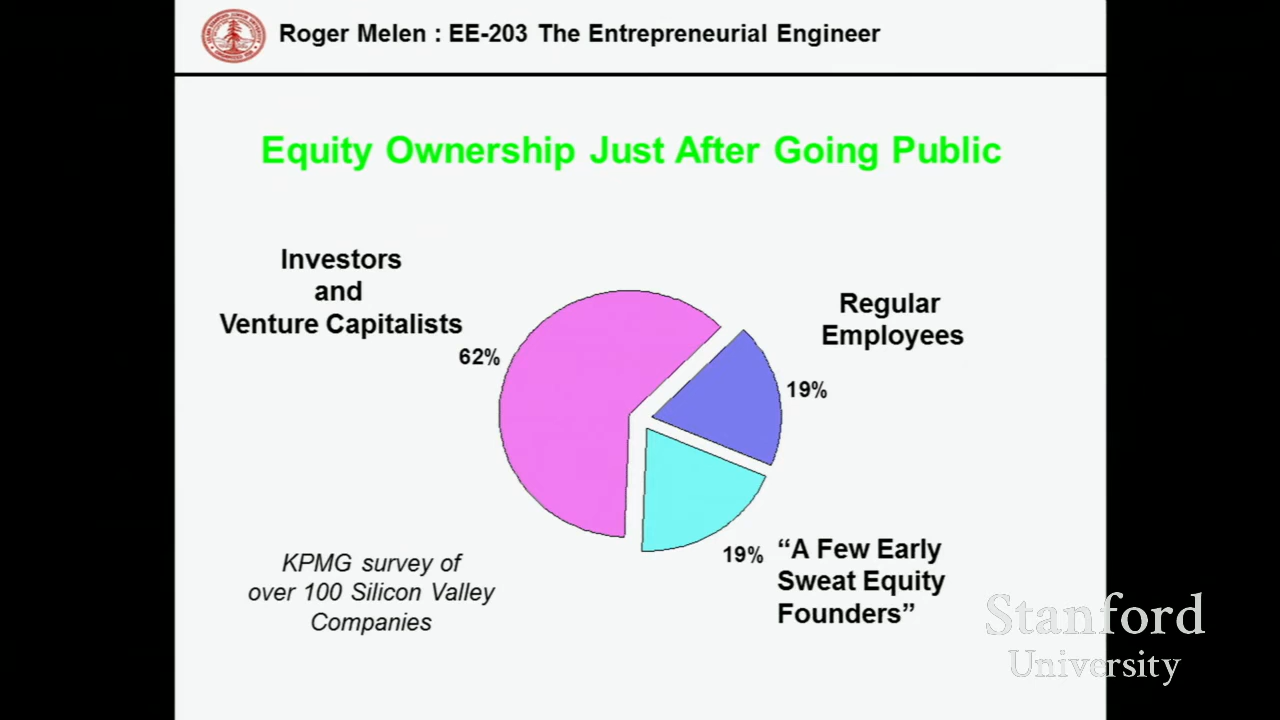 Roger Melen : EE-203 The Entrepreneurial Engineer
Equity Ownership Just After Going Public
Investors
and
Venture Capitalists
62%
Regular
Employees
19%
19%
“A Few Early
Sweat Equity
Founders”
KPMG survey of
over 100 Silicon Valley
Companies
Stanford
University